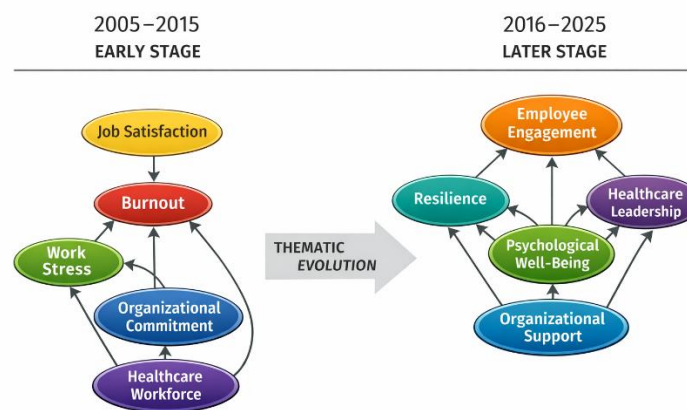 2005–2015
EARLY STAGE
2016–2025
LATER STAGE
Job Satisfaction
Burnout
Work
Stress
Organizational
Commitment
Healthcare
Workforce
THEMATIC
EVOLUTION
Employee
Engagement
Resilience
Healthcare
Leadership
Psychological
Well-Being
Organizational
Support